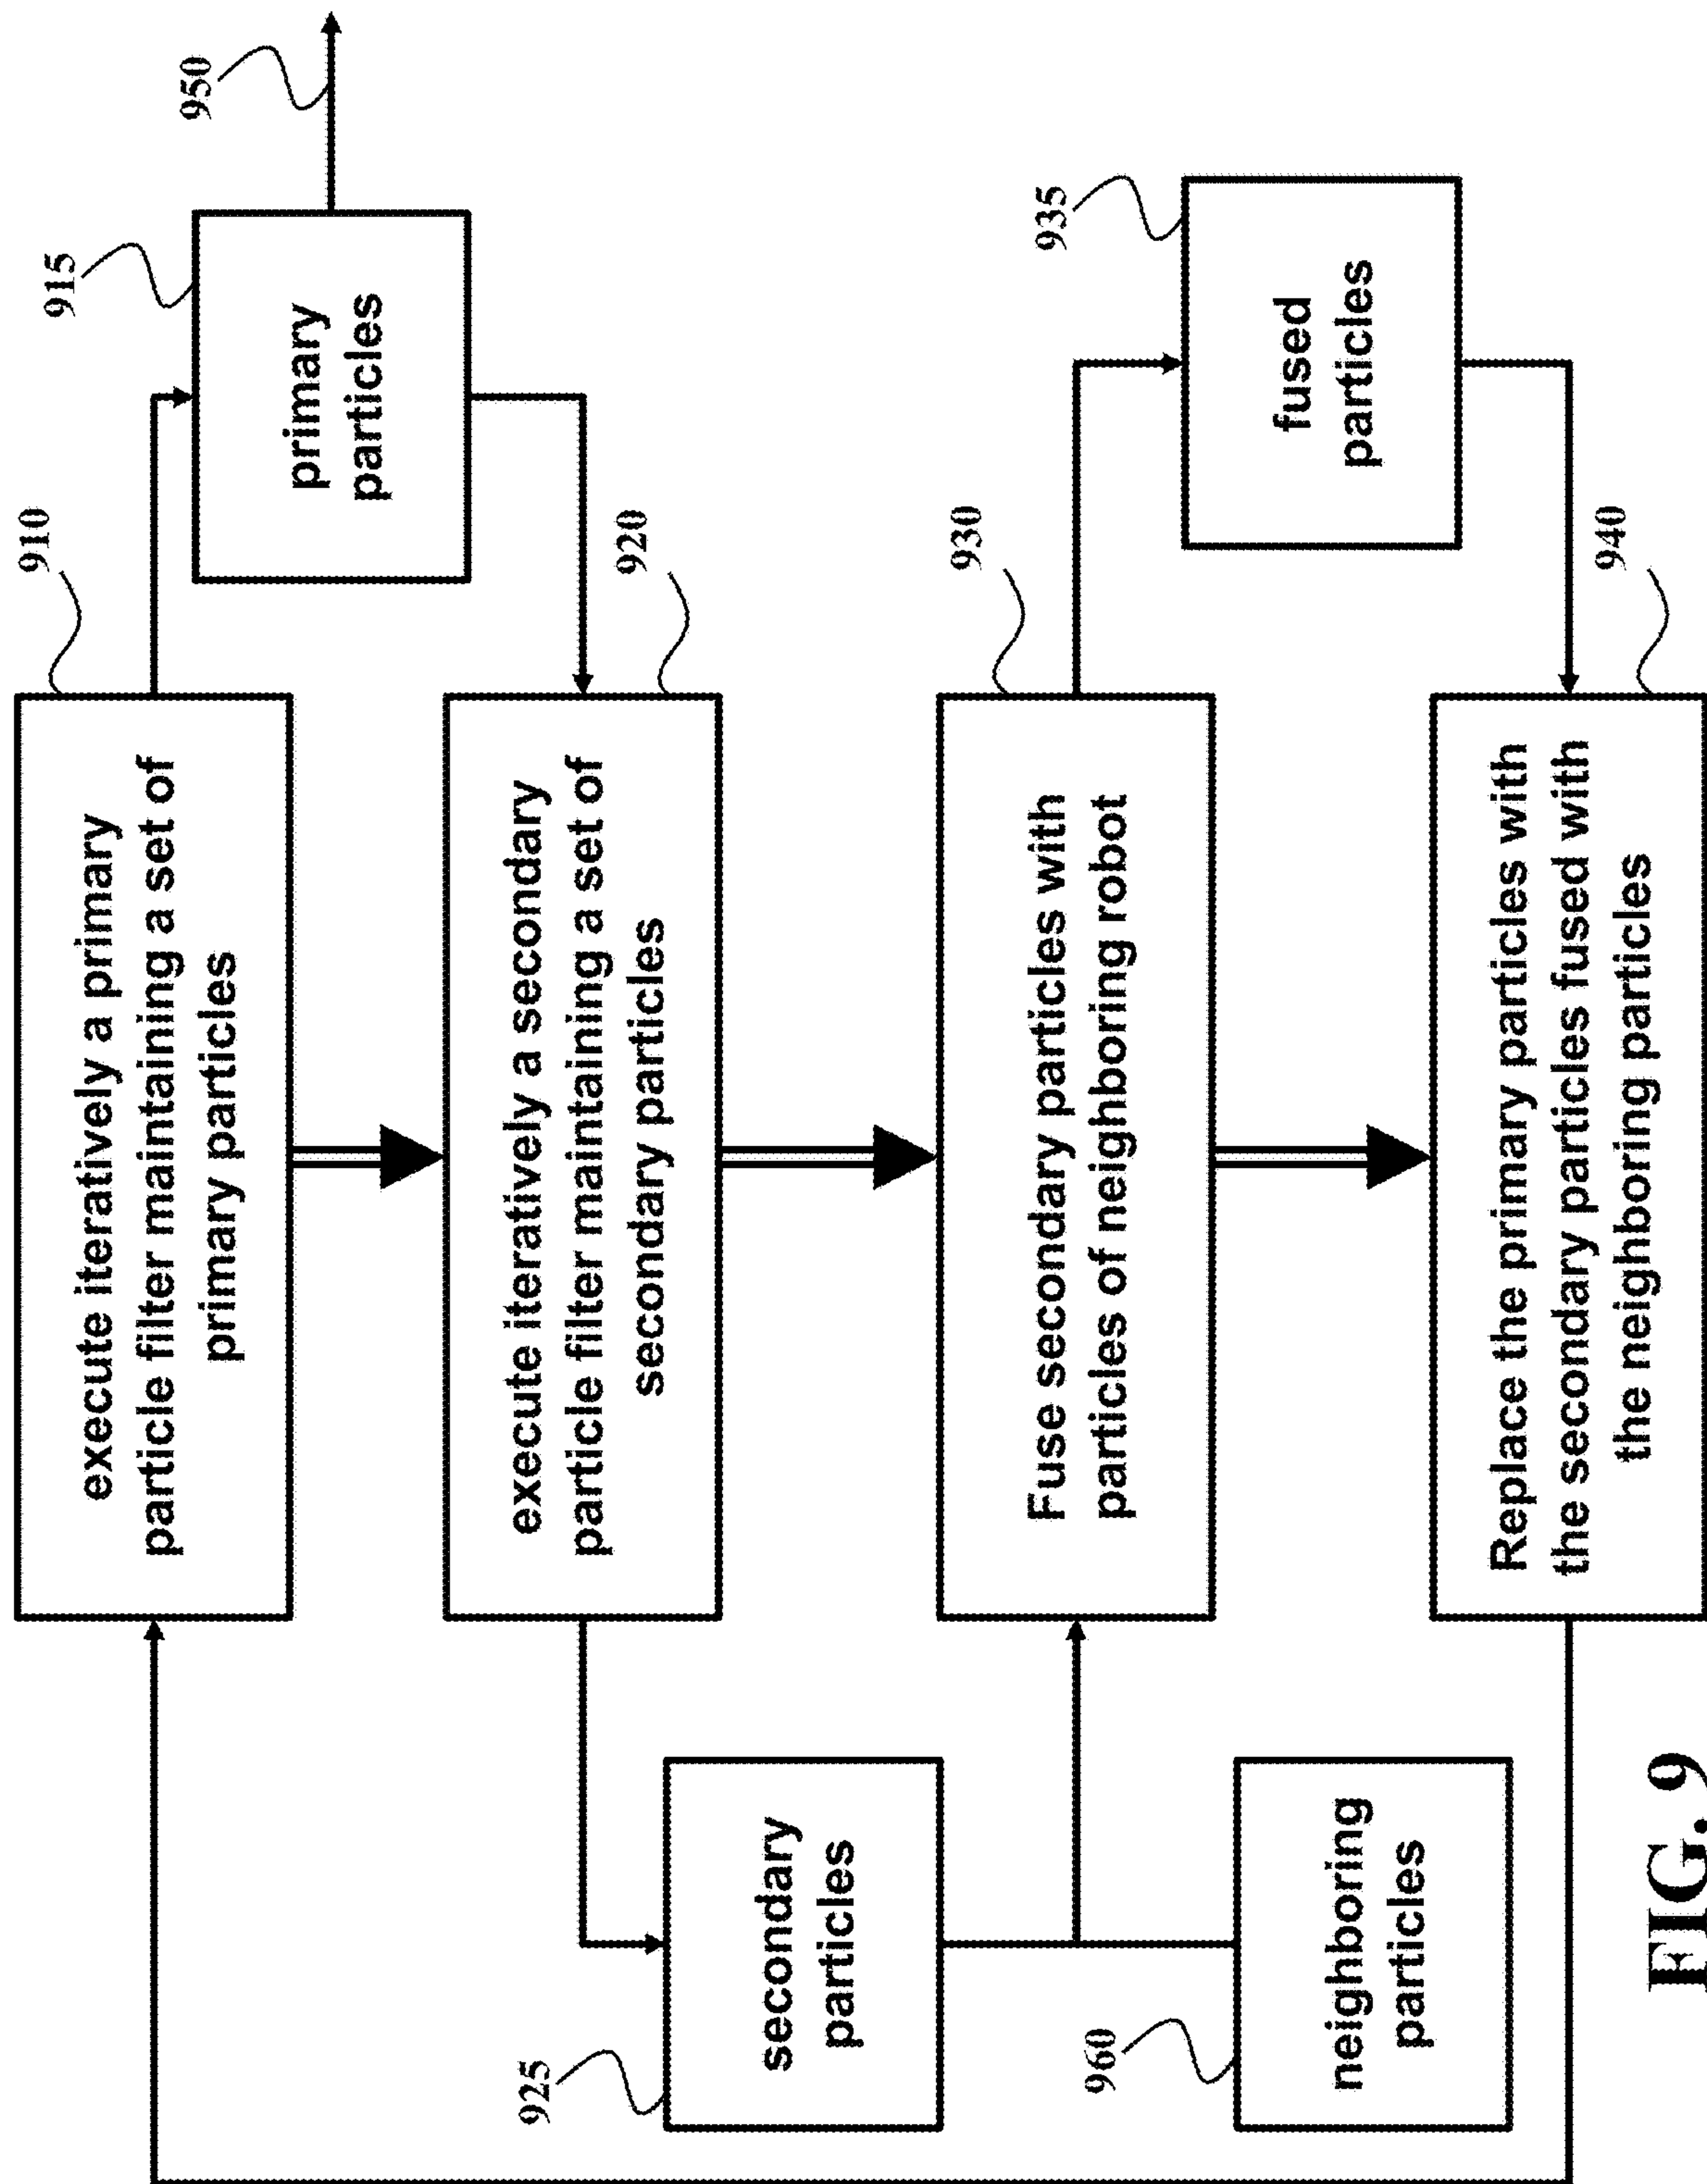 910
execute iteratively a primary
particle filter maintaining a set of
primary particles
915
primary
particles
950
920
execute iteratively a secondary
particle filter maintaining a set of
secondary particles
925
secondary
particles
930
Fuse secondary particles with
particles of neighboring robot
935
fused
particles
960
neighboring
particles
940
Replace the primary particles with
the secondary particles fused with
the neighboring particles
FIG. 9